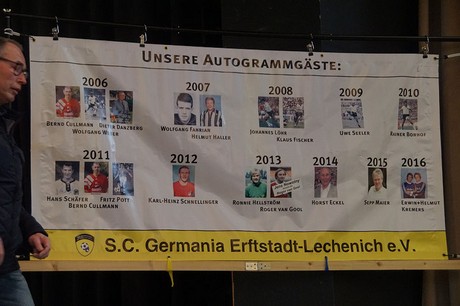 UNSERE AUTOGRAMMGÄSTE:
2006
2007
2008
2009
2010
BERND CULLMANN
DIETER DANZBERG
WOLFGANG WEBER
WOLFGANG FAHRIAN
HELMUT HALLER
JOHANNES LÖHR
KLAUS FISCHER
UWE SEELER
RAINER BONHOF
2011
2012
2013
2014
2015
2016
HANS SCHÄFER
FRITZ POTT
BERND CULLMANN
KARL-HEINZ SCHNELLINGER
RONNIE HELLSTRÖM
ROGER VAN GOOL
HORST ECKEL
SEPP MAIER
ERWIN+HELMUT
KREMERS
S.C. Germania Erftstadt-Lechenich e.V.